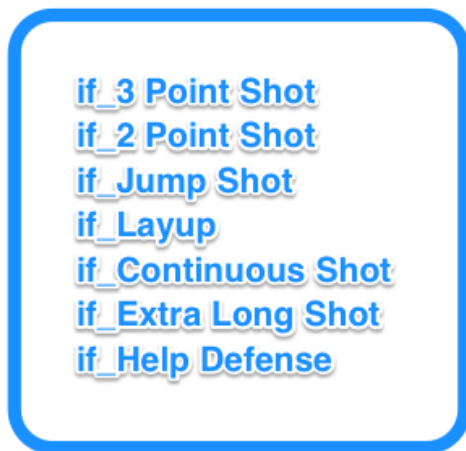 if_3 Point Shot
if_2 Point Shot
if_Jump Shot
if_Layup
if_Continuous Shot
if_Extra Long Shot
if_Help Defense